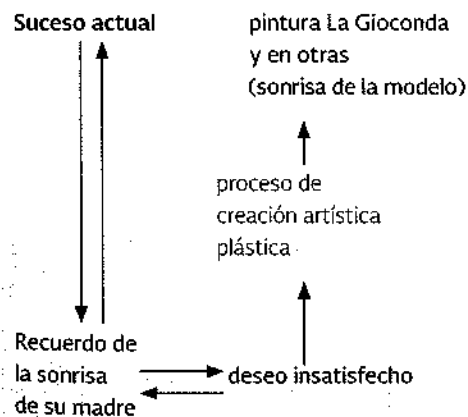 Suceso actual
pintura La Gioconda
y en otras
(sonrisa de la modelo)
proceso de
creación artística
plástica
Recuerdo de
la sonrisa
de su madre
deseo insatisfecho